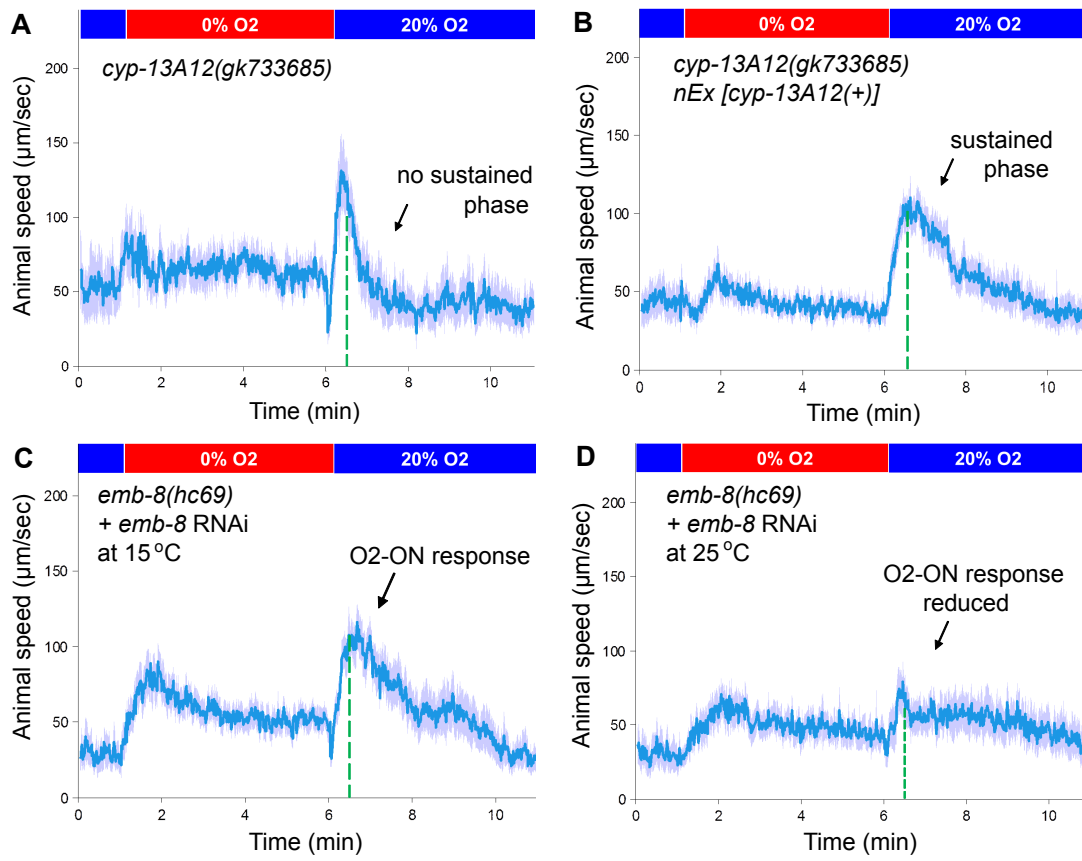 A
0% O2
20% O2
cyp-13A12(gk733685)
no sustained
phase
Animal speed (µm/sec)
200
150
100
50
0
0
2
4
6
8
10
Time (min)
B
0% O2
20% O2
cyp-13A12(gk733685)
nEx [cyp-13A12(+)]
sustained
phase
Animal speed (µm/sec)
200
150
100
50
0
0
2
4
6
8
10
Time (min)
C
0% O2
20% O2
emb-8(hc69)
+ emb-8 RNAi
at 15 °C
O2-ON response
Animal speed (µm/sec)
200
150
100
50
0
0
2
4
6
8
10
Time (min)
D
0% O2
20% O2
emb-8(hc69)
+ emb-8 RNAi
at 25 °C
O2-ON response
reduced
Animal speed (µm/sec)
200
150
100
50
0
0
2
4
6
8
10
Time (min)